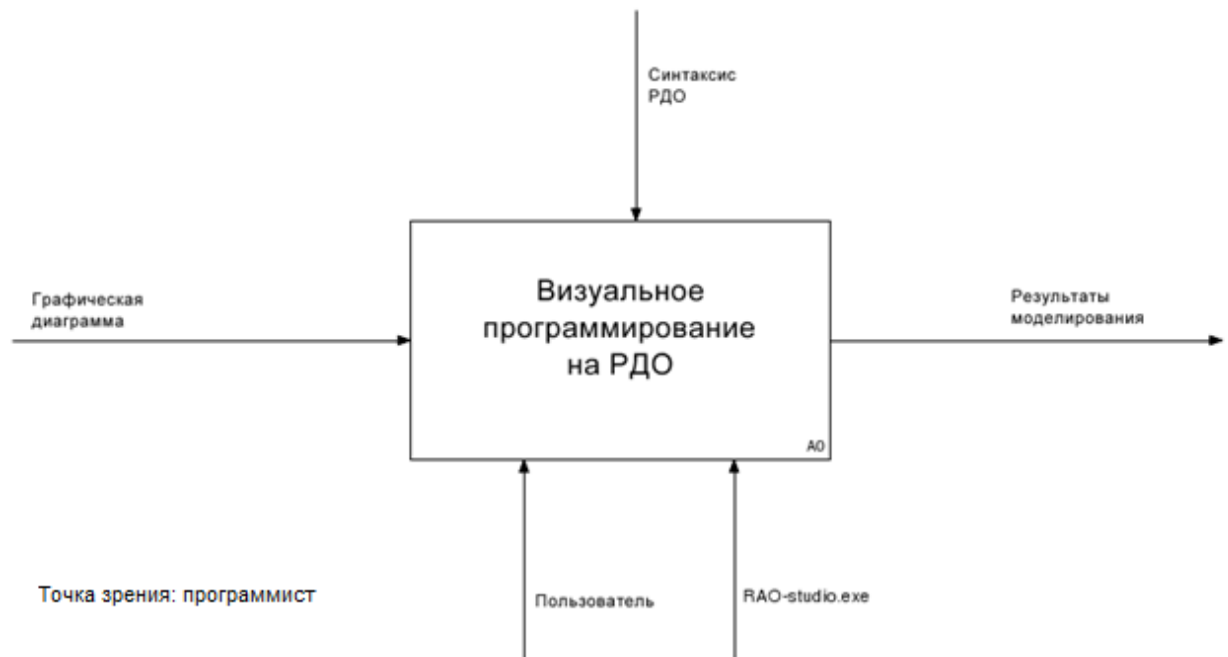 Синтаксис
РДО
Визуальное
программирование
на РДО
A0
Графическая
диаграмма
Результаты
моделирования
Точка зрения: программист
Пользователь
RAO-studio.exe